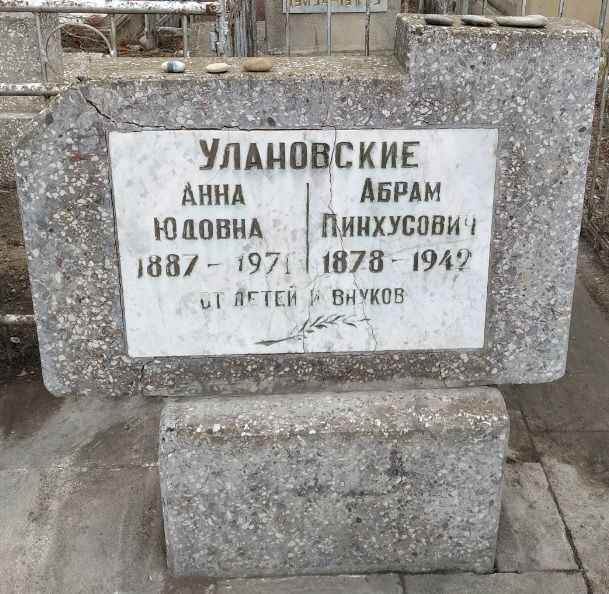 Улановские
Анна
Юдовна
1887 - 1971
Абрам
Пинхусович
1878 - 1942
от детей и внуков